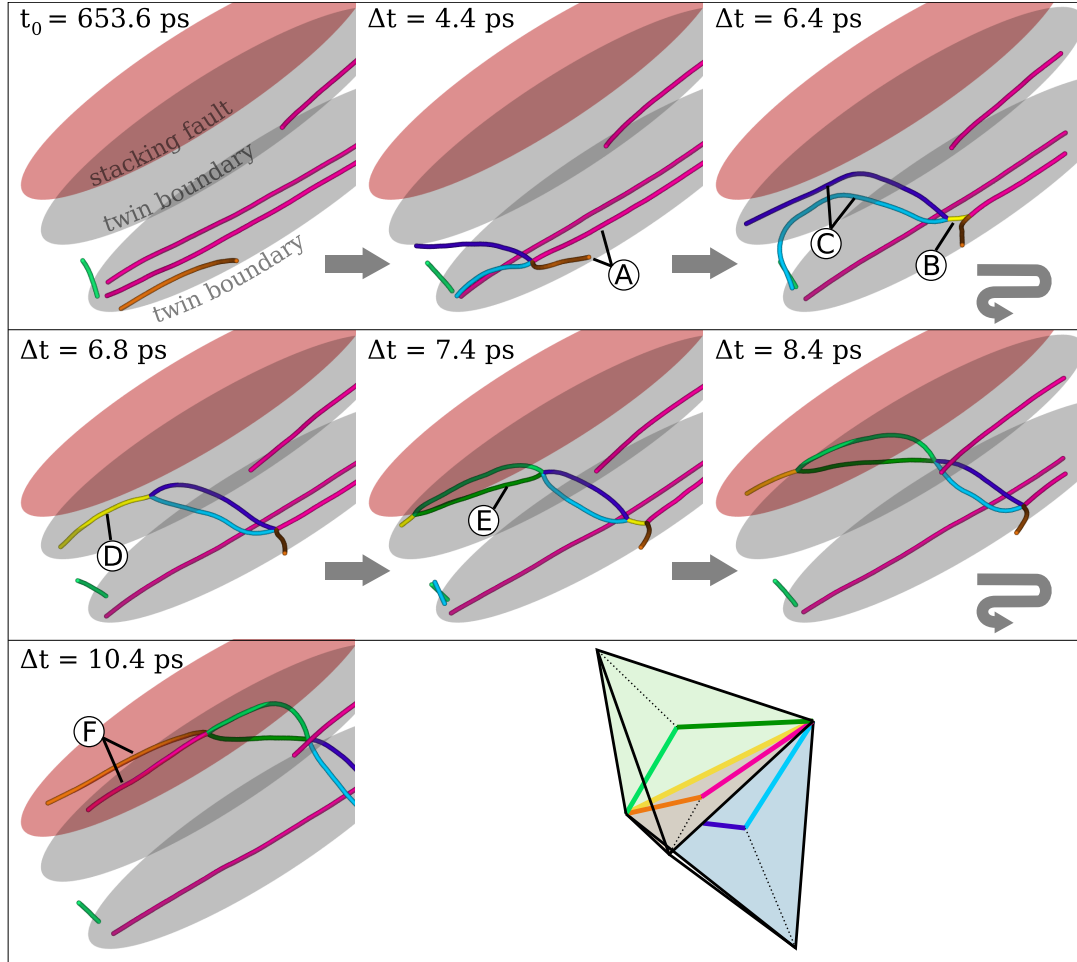 t₀ = 653.6 ps
stacking fault
twin boundary
twin boundary
Δt = 4.4 ps
A
Δt = 6.4 ps
C
B
Δt = 6.8 ps
D
Δt = 7.4 ps
E
Δt = 8.4 ps
Δt = 10.4 ps
F